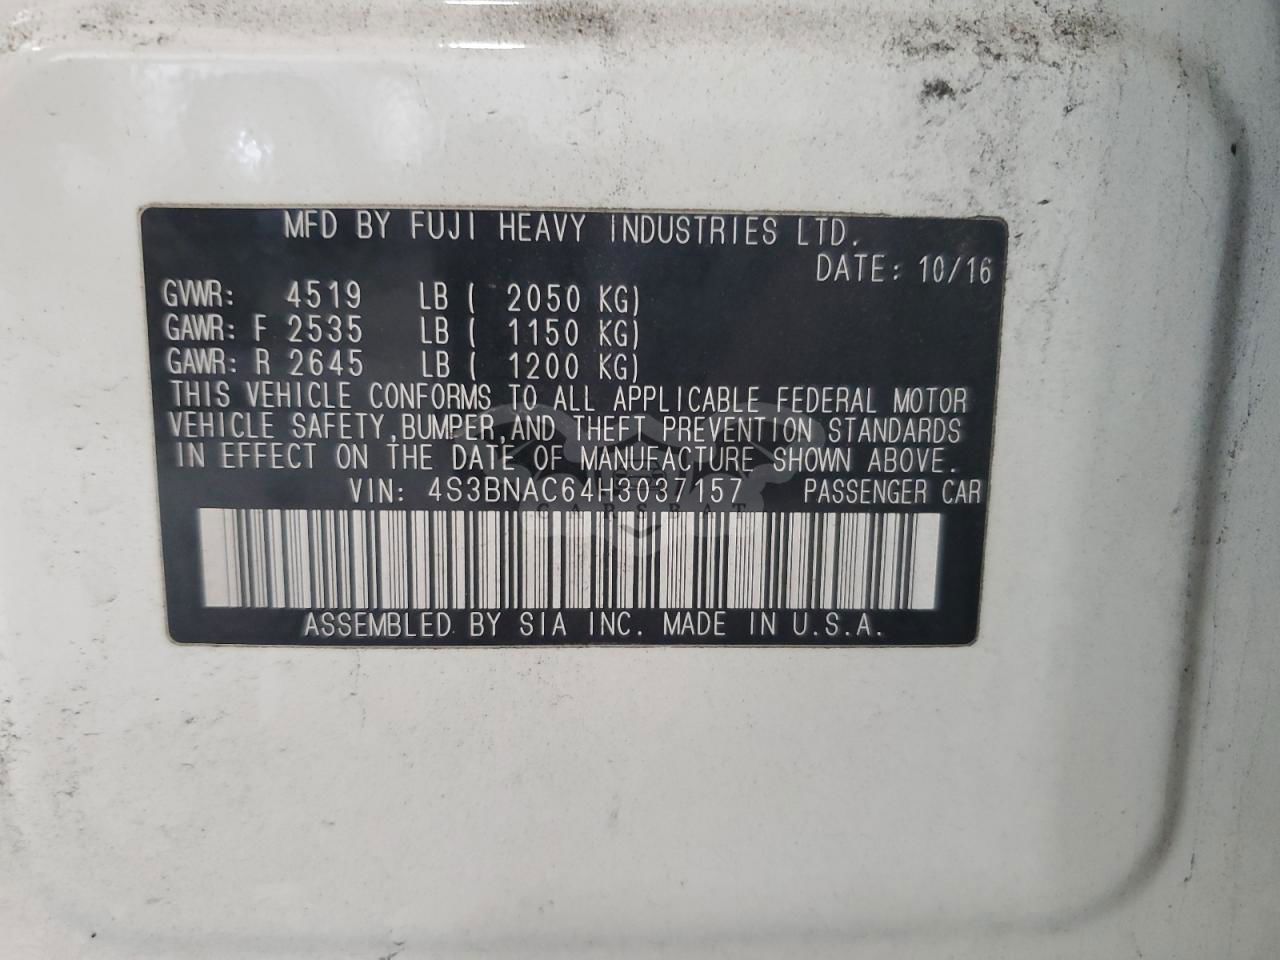 MFD BY FUJI HEAVY INDUSTRIES LTD.
DATE: 10/16
GVWR: 4519 LB ( 2050 KG)
GAWR: F 2535 LB ( 1150 KG)
GAWR: R 2645 LB ( 1200 KG)
THIS VEHICLE CONFORMS TO ALL APPLICABLE FEDERAL MOTOR
VEHICLE SAFETY,BUMPER,AND THEFT PREVENTION STANDARDS
IN EFFECT ON THE DATE OF MANUFACTURE SHOWN ABOVE.
VIN: 4S3BNAC64H3037157 PASSENGER CAR
CARSBAT
ASSEMBLED BY SIA INC. MADE IN U.S.A.